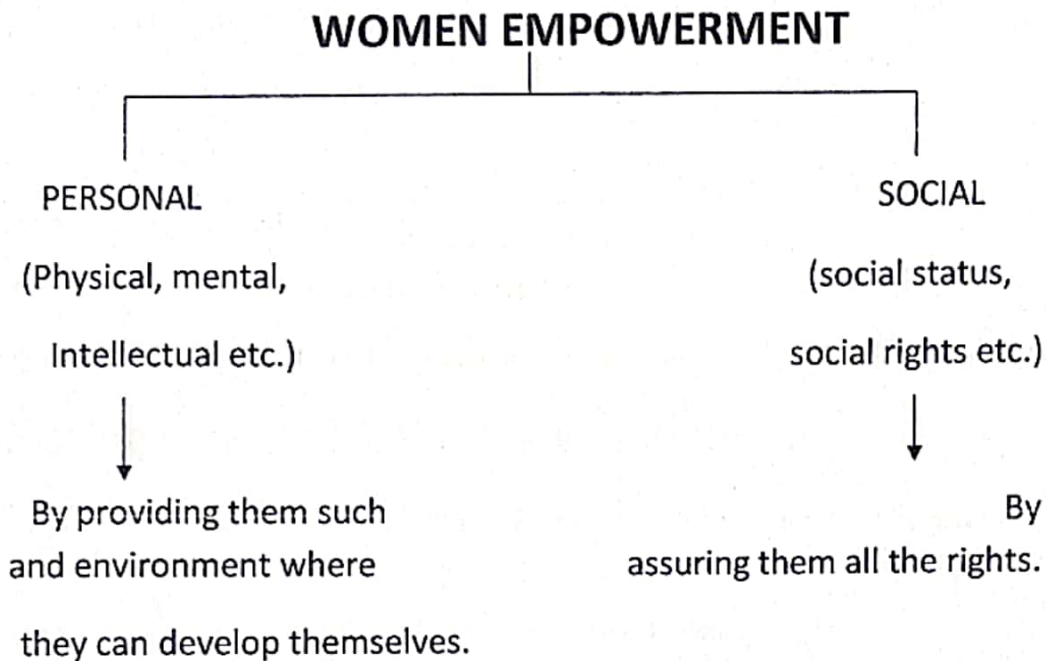 WOMEN EMPOWERMENT
PERSONAL
(Physical, mental,
Intellectual etc.)
By providing them such
and environment where
they can develop themselves.
SOCIAL
(social status,
social rights etc.)
By
assuring them all the rights.